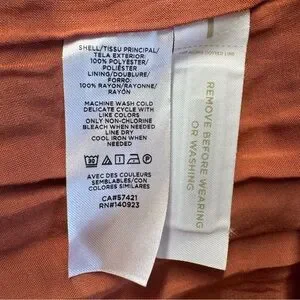 SHELL/TISSU PRINCIPAL/
TELA EXTERIOR:
100% POLYESTER/
POLIÉSTER
LINING/DOUBLURE/
FORRO:
100% RAYON/RAYONNE/
RAYÓN
MACHINE WASH COLD
DELICATE CYCLE WITH
LIKE COLORS
ONLY NON-CHLORINE
BLEACH WHEN NEEDED
LINE DRY
COOL IRON WHEN
NEEDED
AVEC DES COULEURS
SEMBLABLES/CON
COLORES SIMILARES
CA#57421
RN#140923
REMOVE BEFORE WEARING
OR WASHING